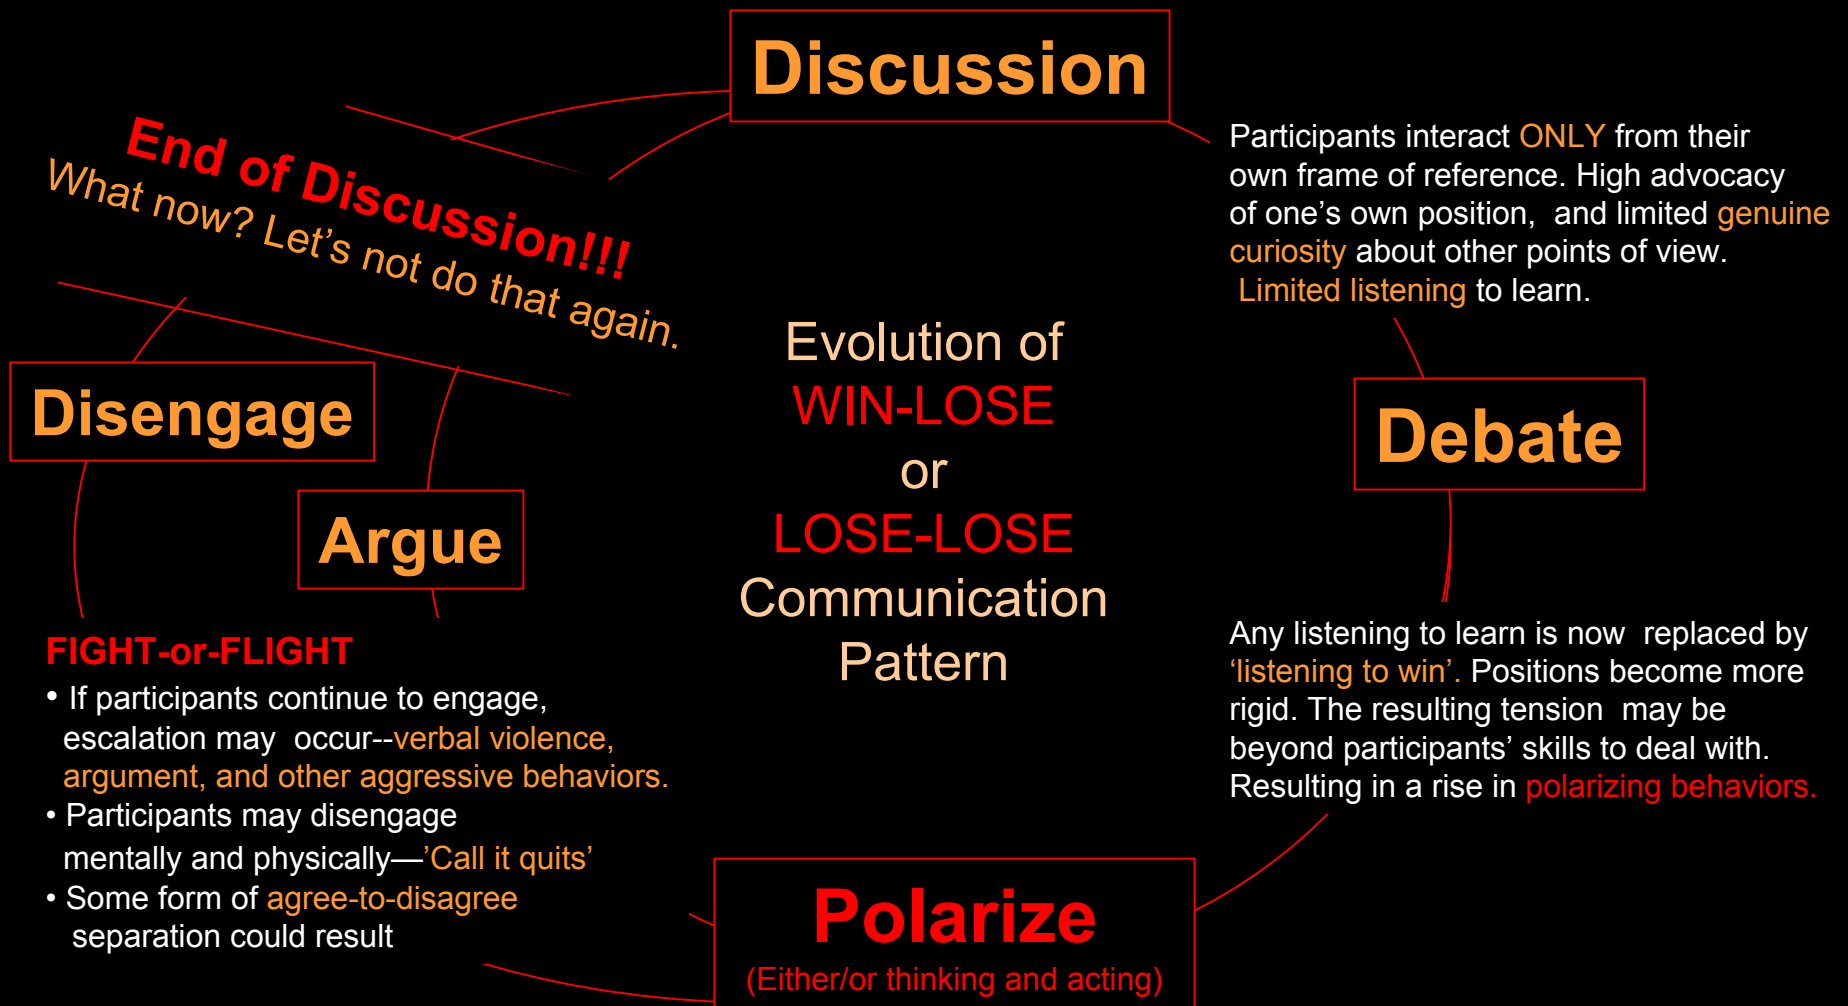 Discussion
Participants interact ONLY from their
own frame of reference. High advocacy
of one’s own position, and limited genuine
curiosity about other points of view.
Limited listening to learn.
Debate
Any listening to learn is now replaced by
‘listening to win’. Positions become more
rigid. The resulting tension may be
beyond participants’ skills to deal with.
Resulting in a rise in polarizing behaviors.
Polarize
(Either/or thinking and acting)
FIGHT-or-FLIGHT
• If participants continue to engage,
escalation may occur--verbal violence,
argument, and other aggressive behaviors.
• Participants may disengage
mentally and physically—’Call it quits’
• Some form of agree-to-disagree
separation could result
Argue
Disengage
End of Discussion!!!
What now? Let’s not do that again.
Evolution of
WIN-LOSE
or
LOSE-LOSE
Communication
Pattern